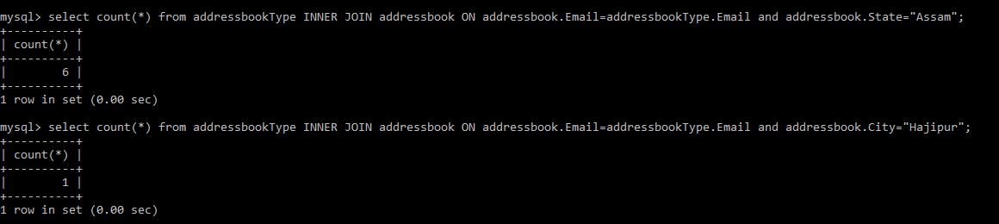 mysql> select count(*) from addressbookType INNER JOIN addressbook ON addressbook.Email=addressbookType.Email and addressbook.State="Assam";
+----------+
| count(*) |
+----------+
|        6 |
+----------+
1 row in set (0.00 sec)

mysql> select count(*) from addressbookType INNER JOIN addressbook ON addressbook.Email=addressbookType.Email and addressbook.City="Hajipur";
+----------+
| count(*) |
+----------+
|        1 |
+----------+
1 row in set (0.00 sec)